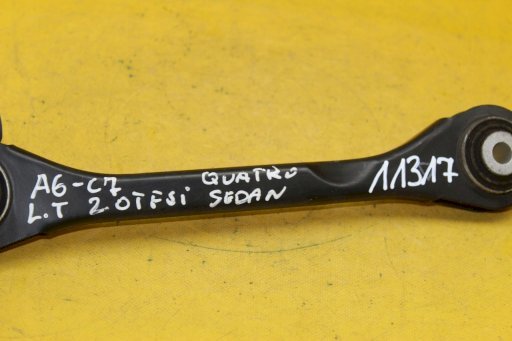 A6-C7 QUATRO
L.T 2.0TFSi SEDAN
11317